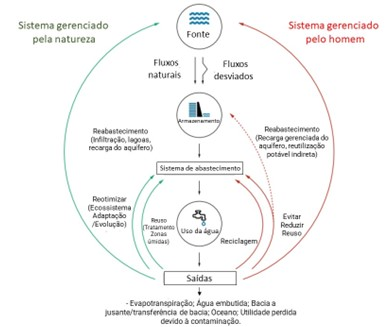 Sistema gerenciado
pela natureza
Sistema gerenciado
pelo homem
Fonte
Fluxos
naturais
Fluxos
desviados
Armazenamento
Reabastecimento
(Infiltração, lagoas,
recarga do aquífero)
Reabastecimento
(Recarga gerenciada do
aquífero, reutilização
potável indireta)
Sistema de abastecimento
Reotimizar
(Ecossistema
Adaptação
/Evolução)
Reuso
(Tratamento
Zonas
úmidas)
Uso da água
Reciclagem
Evitar
Reduzir
Reuso
Saídas
- Evapotranspiração; Água embutida; Bacia a
jusante/transferência de bacia; Oceano; Utilidade perdida
devido à contaminação.